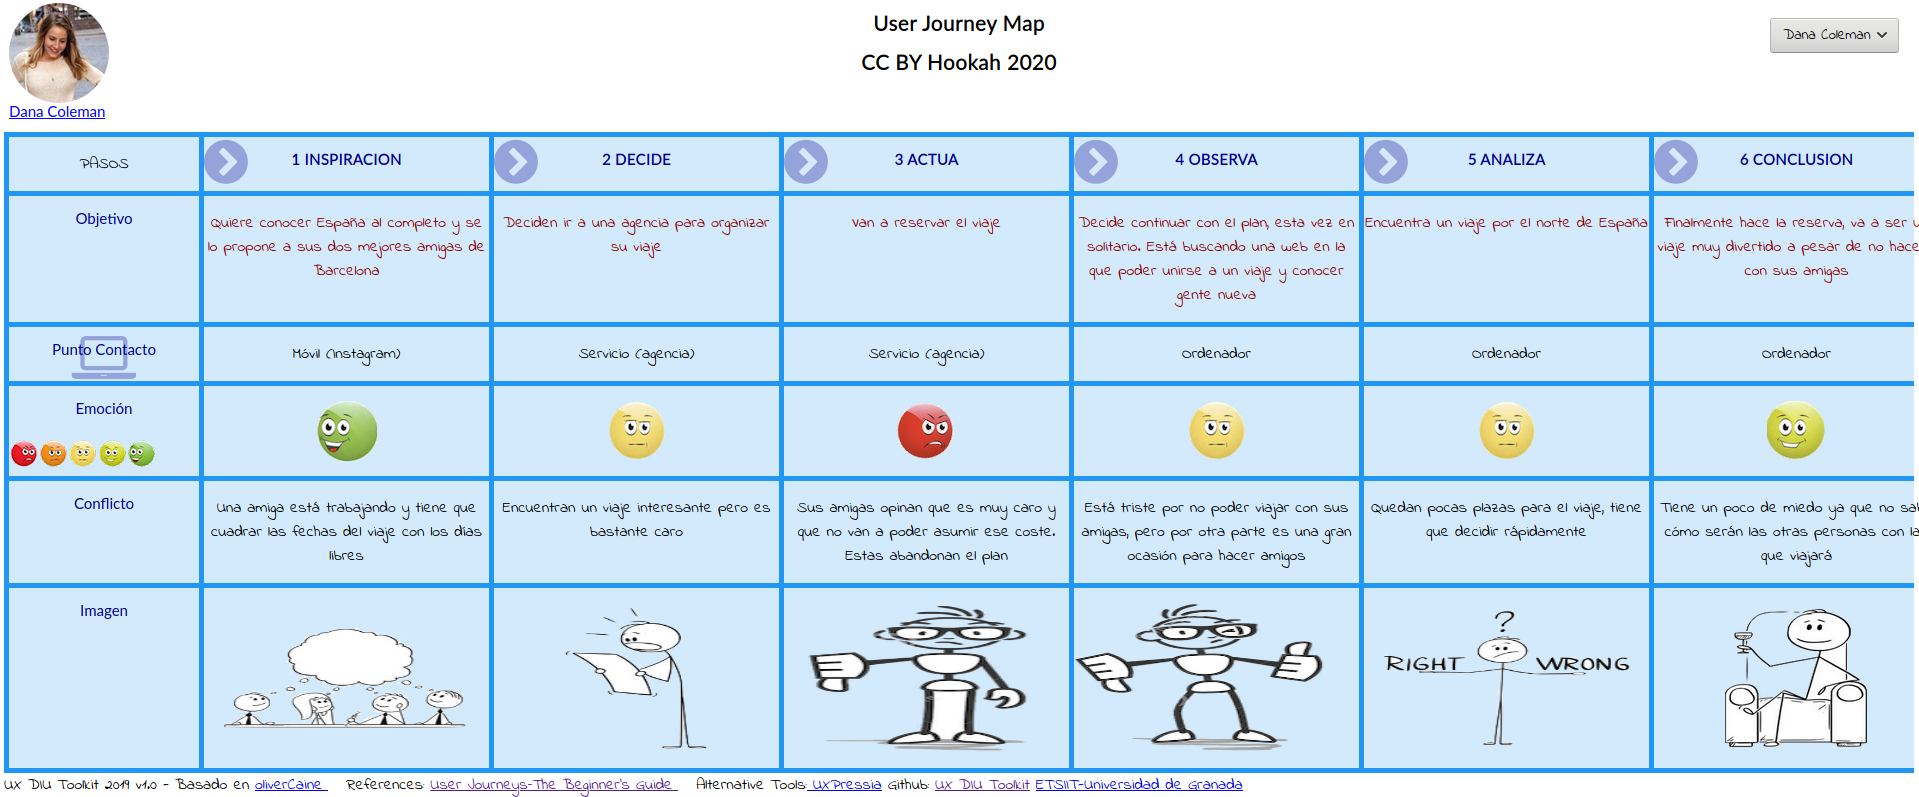 User Journey Map
CC BY Hookah 2020
Dana Coleman
Dana Coleman
PASOS
1 INSPIRACION
2 DECIDE
3 ACTUA
4 OBSERVA
5 ANALIZA
6 CONCLUSION
Objetivo
Quiere conocer España al completo y se
lo propone a sus dos mejores amigas de
Barcelona
Deciden ir a una agencia para organizar
su viaje
Van a reservar el viaje
Decide continuar con el plan, esta vez en
solitario. Está buscando una web en la
que poder unirse a un viaje y conocer
gente nueva
Encuentra un viaje por el norte de España
Finalmente hace la reserva, va a ser
viaje muy divertido a pesar de no hace
con sus amigas
Punto Contacto
Móvil (Instagram)
Servicio (agencia)
Servicio (agencia)
Ordenador
Ordenador
Ordenador
Emoción
Conflicto
Una amiga está trabajando y tiene que
cuadrar las fechas del viaje con los días
libres
Encuentran un viaje interesante pero es
bastante caro
Sus amigas opinan que es muy caro y
que no van a poder asumir ese coste.
Estas abandonan el plan
Está triste por no poder viajar con sus
amigas, pero por otra parte es una gran
ocasión para hacer amigos
Quedan pocas plazas para el viaje, tiene
que decidir rápidamente
Tiene un poco de miedo ya que no sa
cómo serán las otras personas con la
que viajará
Imagen
?
RIGHT WRONG
UX DIU Toolkit 2019 v1.0 - Basado en oliverCaine References: User Journeys-The Beginner's Guide Alternative Tools: UXPressia Github: UX DIU Toolkit ETSIIT-Universidad de Granada